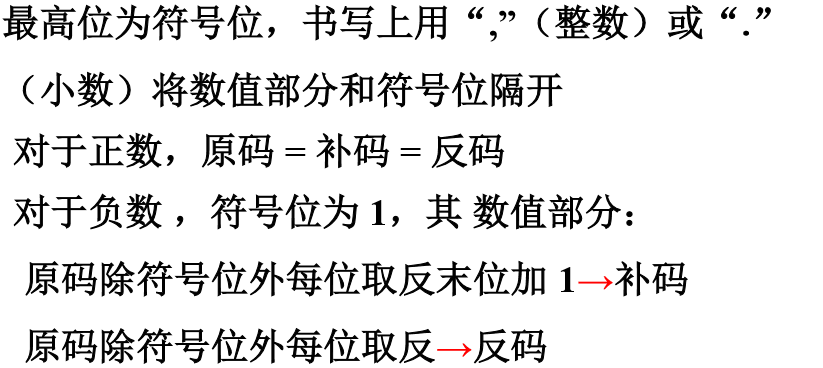 最高位为符号位，书写上用“,”（整数）或“.”
（小数）将数值部分和符号位隔开
对于正数，原码 = 补码 = 反码
对于负数 ，符号位为 1，其 数值部分：
原码除符号位外每位取反末位加 1→补码
原码除符号位外每位取反→反码